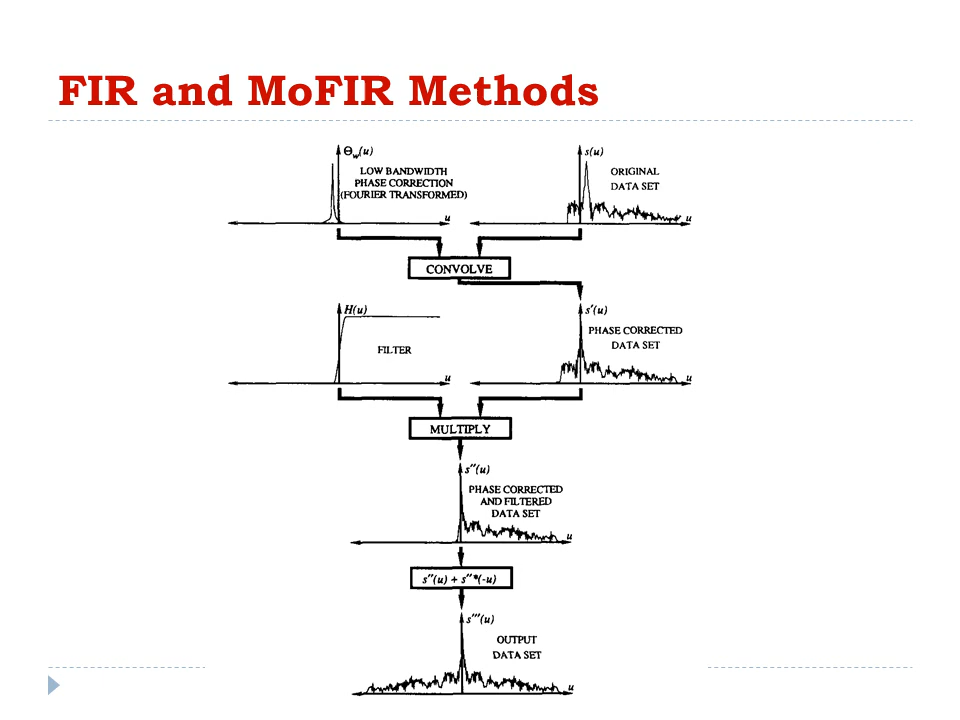 FIR and MoFIR Methods
Θw(u)
LOW BANDWIDTH
PHASE CORRECTION
(FOURIER TRANSFORMED)
u
s(u)
ORIGINAL
DATA SET
u
CONVOLVE
H(u)
FILTER
u
s'(u)
PHASE CORRECTED
DATA SET
u
MULTIPLY
s''(u)
PHASE CORRECTED
AND FILTERED
DATA SET
u
s''(u) + s''*(-u)
s'''(u)
OUTPUT
DATA SET
u